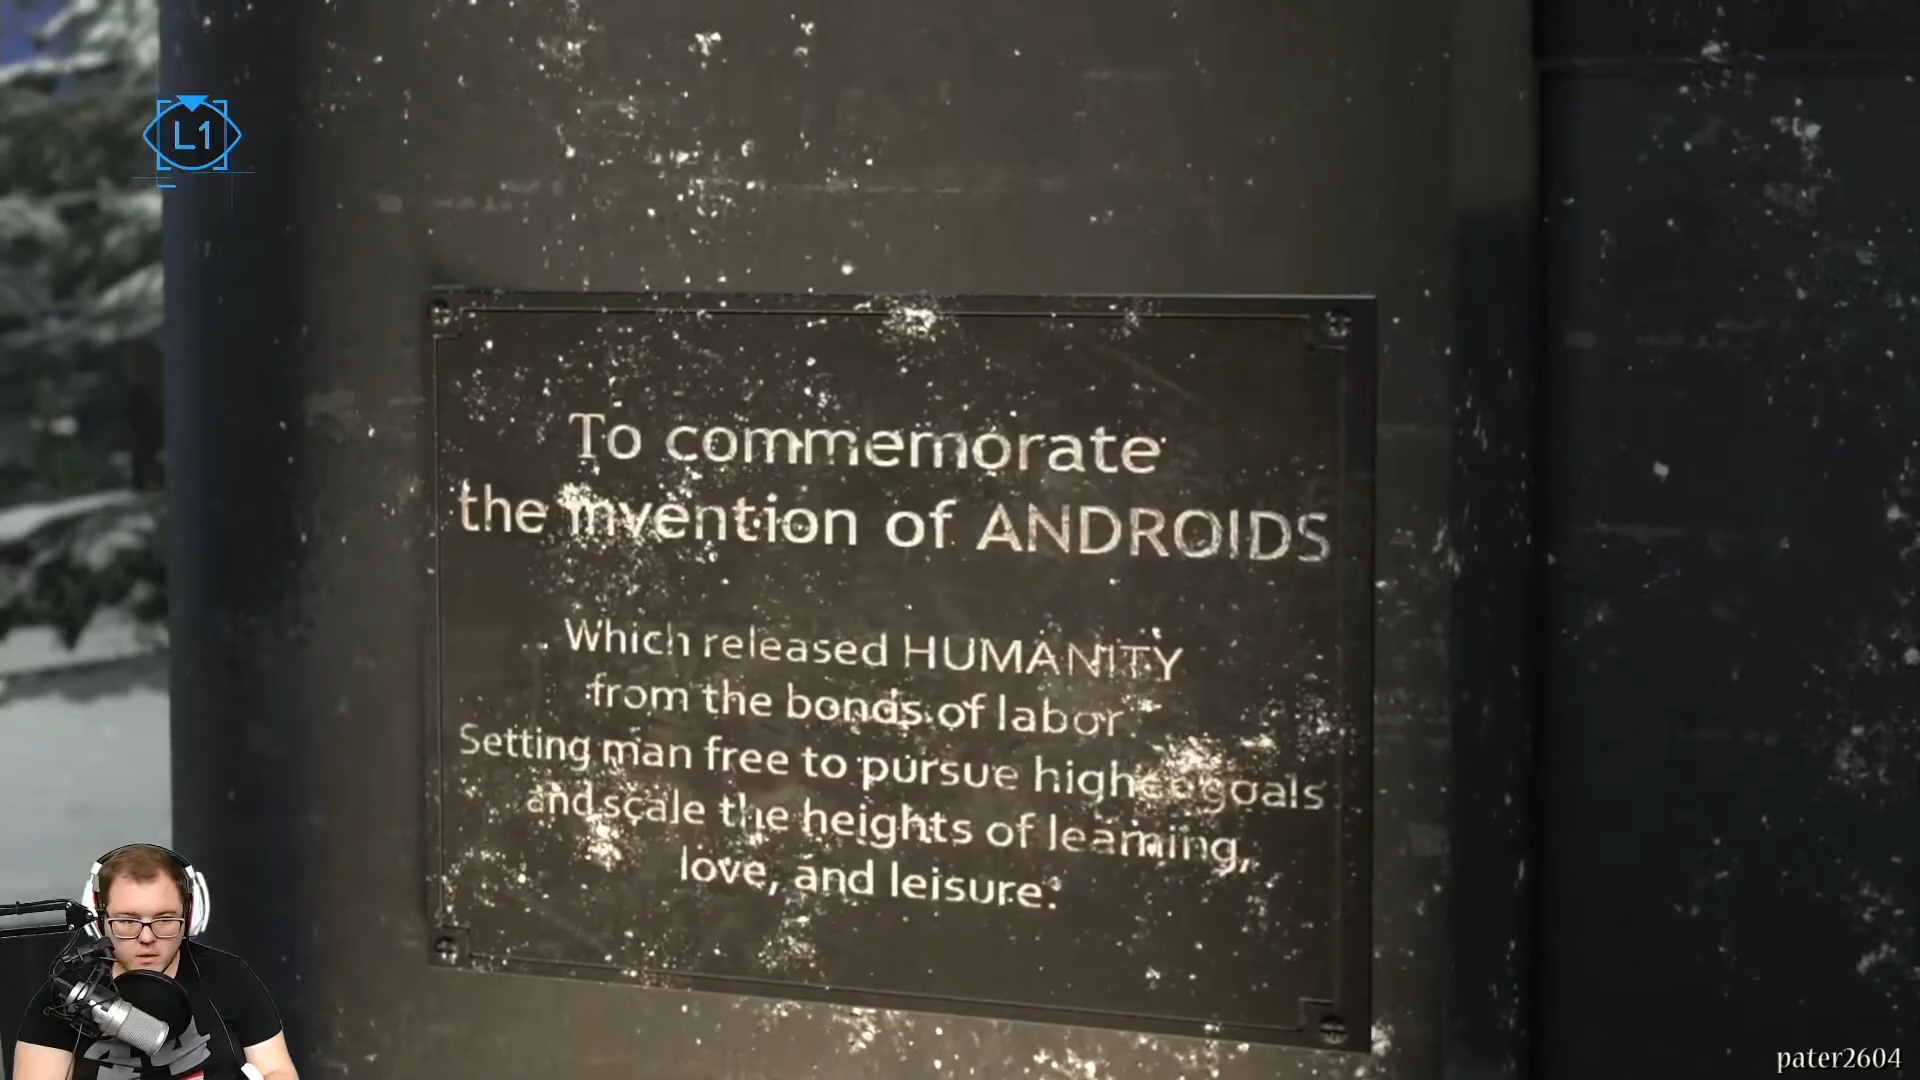 L1
To commemorate
the invention of ANDROIDS
Which released HUMANITY
from the bonds of labor.
Setting man free to pursue higher goals
and scale the heights of learning,
love, and leisure.
pater2604